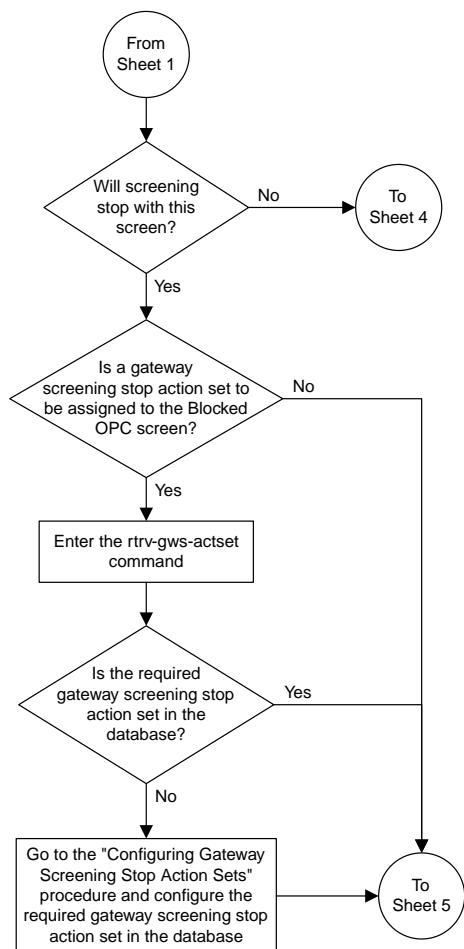 From
Sheet 1
Will screening
stop with this
screen?
No
To
Sheet 4
Yes
Is a gateway
screening stop action set to
be assigned to the Blocked
OPC screen?
No
Yes
Enter the rtrv-gws-actset
command
Is the required
gateway screening stop
action set in the
database?
Yes
No
Go to the "Configuring Gateway
Screening Stop Action Sets"
procedure and configure the
required gateway screening stop
action set in the database
To
Sheet 5